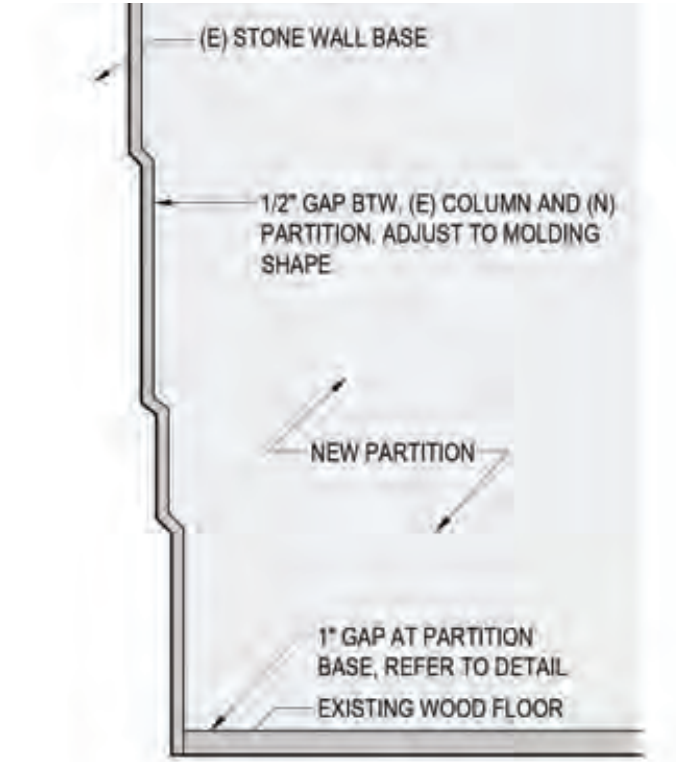 (E) STONE WALL BASE
1/2" GAP BTW. (E) COLUMN AND (N)
PARTITION. ADJUST TO MOLDING
SHAPE
NEW PARTITION
1" GAP AT PARTITION
BASE, REFER TO DETAIL
EXISTING WOOD FLOOR